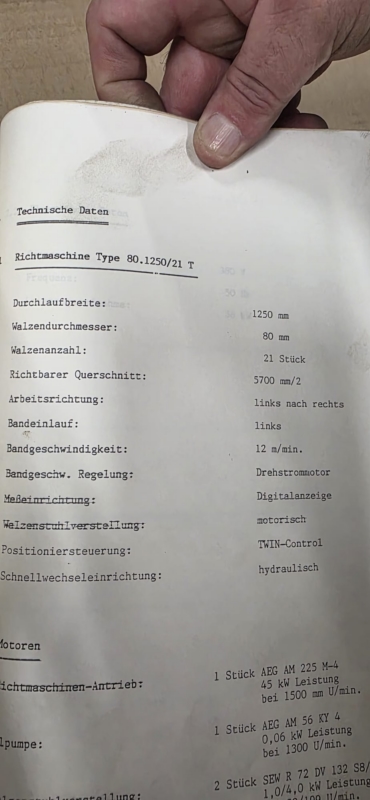 Technische Daten
Richtmaschine Type 80.1250/21 T
Durchlaufbreite: 1250 mm
Walzendurchmesser: 80 mm
Walzenanzahl: 21 Stück
Richtbarer Querschnitt: 5700 mm/2
Arbeitsrichtung: links nach rechts
Bandeinlauf: links
Bandgeschwindigkeit: 12 m/min.
Bandgeschw. Regelung: Drehstrommotor
Meßeinrichtung: Digitalanzeige
Walzenstuhlverstellung: motorisch
Positioniersteuerung: TWIN-Control
Schnellwechseleinrichtung: hydraulisch
Motoren
ichtmaschinen-Antrieb: 1 Stück AEG AM 225 M-4
45 kW Leistung
bei 1500 mm U/min.
lpumpe: 1 Stück AEG AM 56 KY 4
0,06 kW Leistung
bei 1300 U/min.
2 Stück SEW R 72 DV 132 S8/
1,0/4,0 kW Leistung